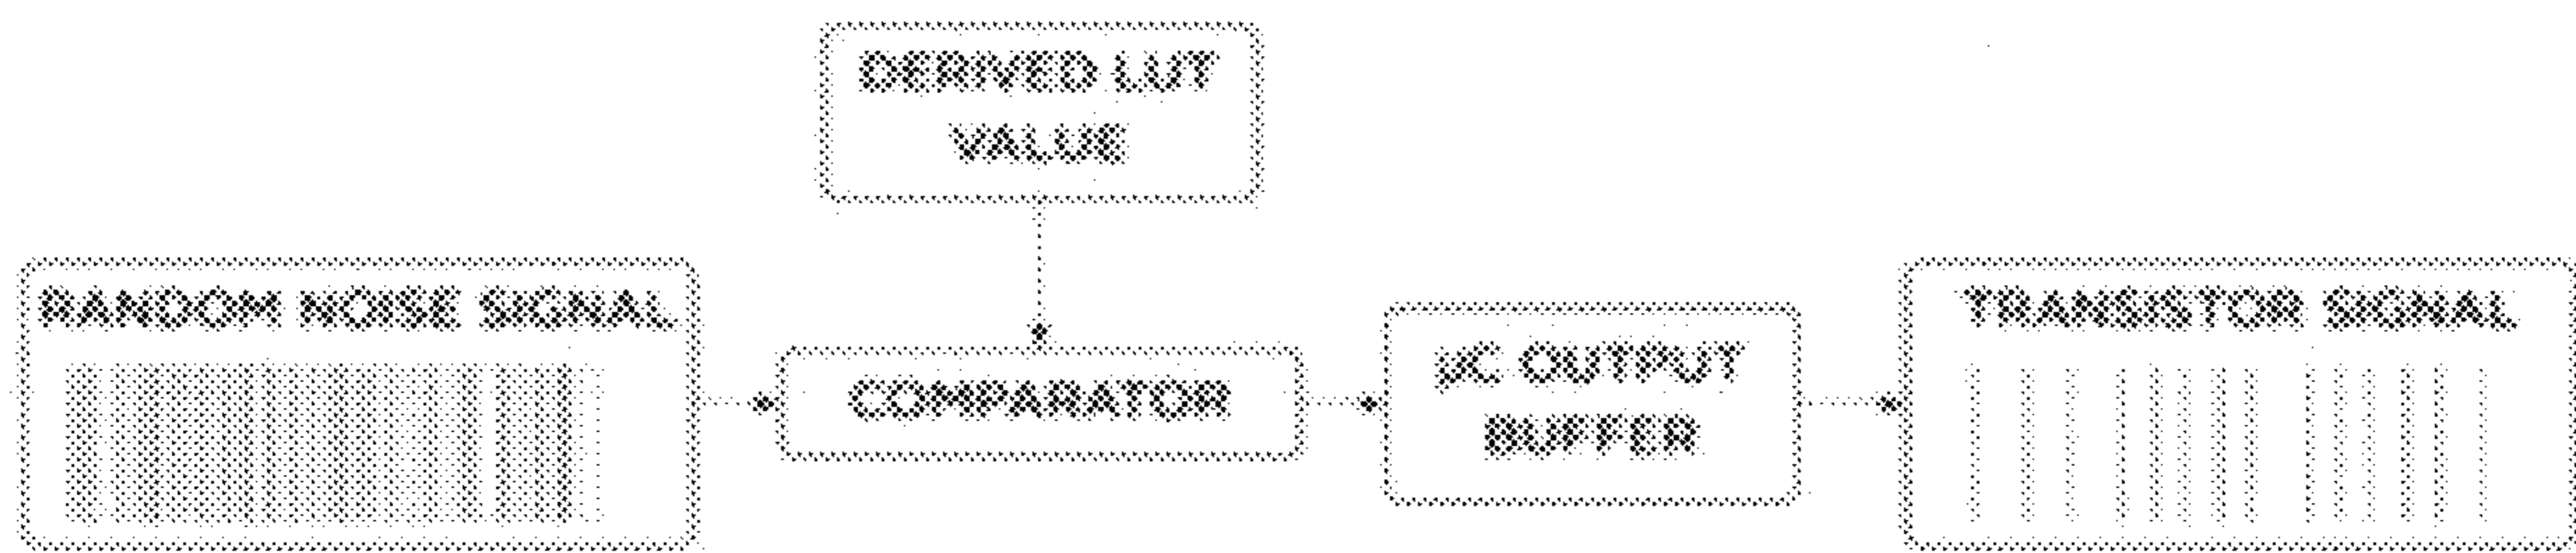 DERIVED LUT
VALUE
RANDOM NOISE SIGNAL
COMPARATOR
µC OUTPUT
BUFFER
TRANSISTOR SIGNAL